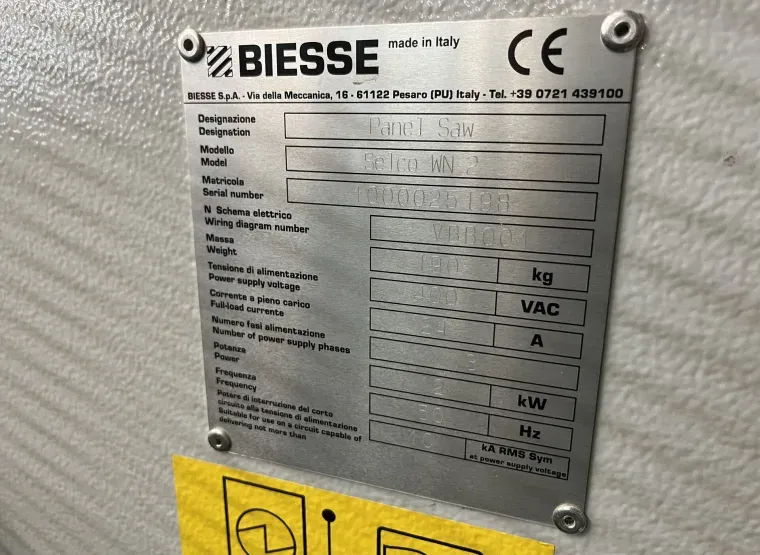 BIESSE made in Italy CE
BIESSE S.p.A. - Via della Meccanica, 16 - 61122 Pesaro (PU) Italy - Tel. +39 0721 439100
Designazione
Designation
Panel Saw
Modello
Model
Selco WN 2
Matricola
Serial number
1000025198
N Schema elettrico
Wiring diagram number
Massa
Weight
kg
Tensione di alimentazione
Power supply voltage
VAC
Corrente a pieno carico
Full-load currente
A
Numero fasi alimentazione
Number of power supply phases
3
Potenza
Power
kW
Frequenza
Frequency
Hz
Potere di interruzione del corto
circuito alla tensione di alimentazione
Suitable for use on a circuit capable of
delivering not more than
kA RMS Sym
at power supply voltage